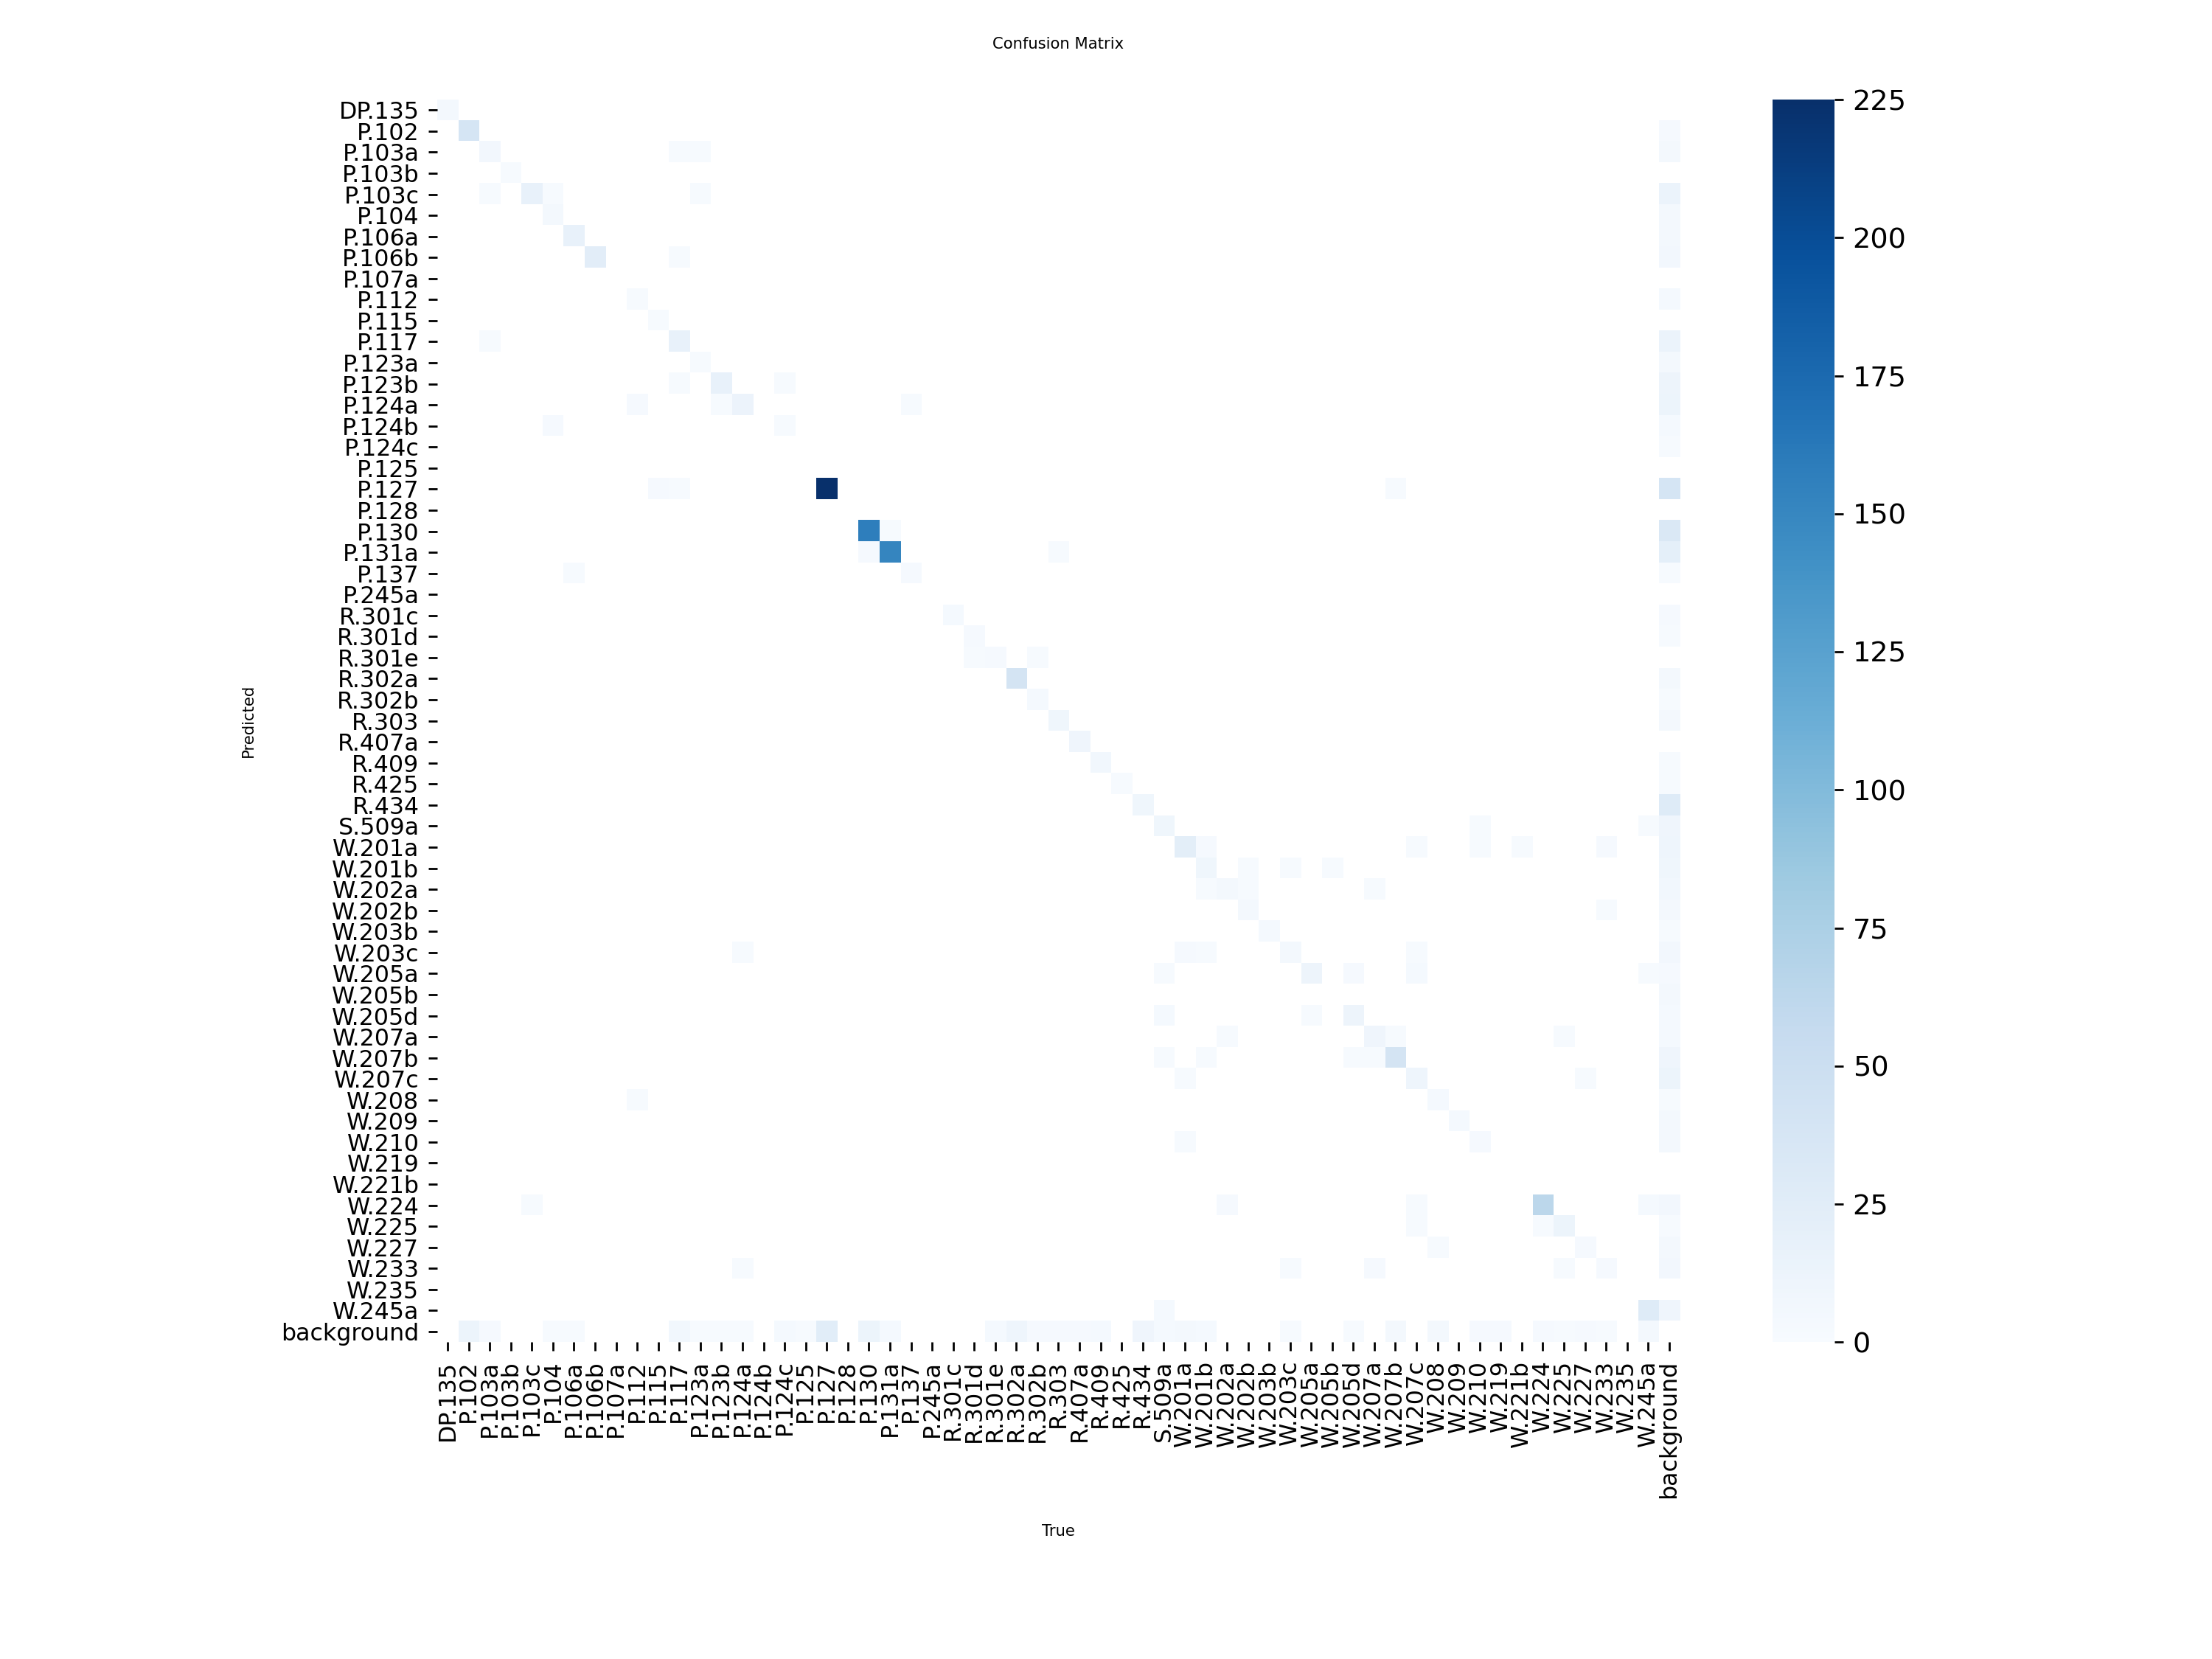 Confusion Matrix
DP.135
P.102
P.103a
P.103b
P.103c
P.104
P.106a
P.106b
P.107a
P.112
P.115
P.117
P.123a
P.123b
P.124a
P.124b
P.124c
P.125
P.127
P.128
P.130
P.131a
P.137
P.245a
R.301c
R.301d
R.301e
R.302a
R.302b
R.303
R.407a
R.409
R.425
R.434
S.509a
W.201a
W.201b
W.202a
W.202b
W.203b
W.203c
W.205a
W.205b
W.205d
W.207a
W.207b
W.207c
W.208
W.209
W.210
W.219
W.221b
W.224
W.225
W.227
W.233
W.235
W.245a
background
Predicted
DP.135
P.102
P.103a
P.103b
P.103c
P.104
P.106a
P.106b
P.107a
P.112
P.115
P.117
P.123a
P.123b
P.124a
P.124b
P.124c
P.125
P.127
P.128
P.130
P.131a
P.137
P.245a
R.301c
R.301d
R.301e
R.302a
R.302b
R.303
R.407a
R.409
R.425
R.434
S.509a
W.201a
W.201b
W.202a
W.202b
W.203b
W.203c
W.205a
W.205b
W.205d
W.207a
W.207b
W.207c
W.208
W.209
W.210
W.219
W.221b
W.224
W.225
W.227
W.233
W.235
W.245a
background
True
225
200
175
150
125
100
75
50
25
0